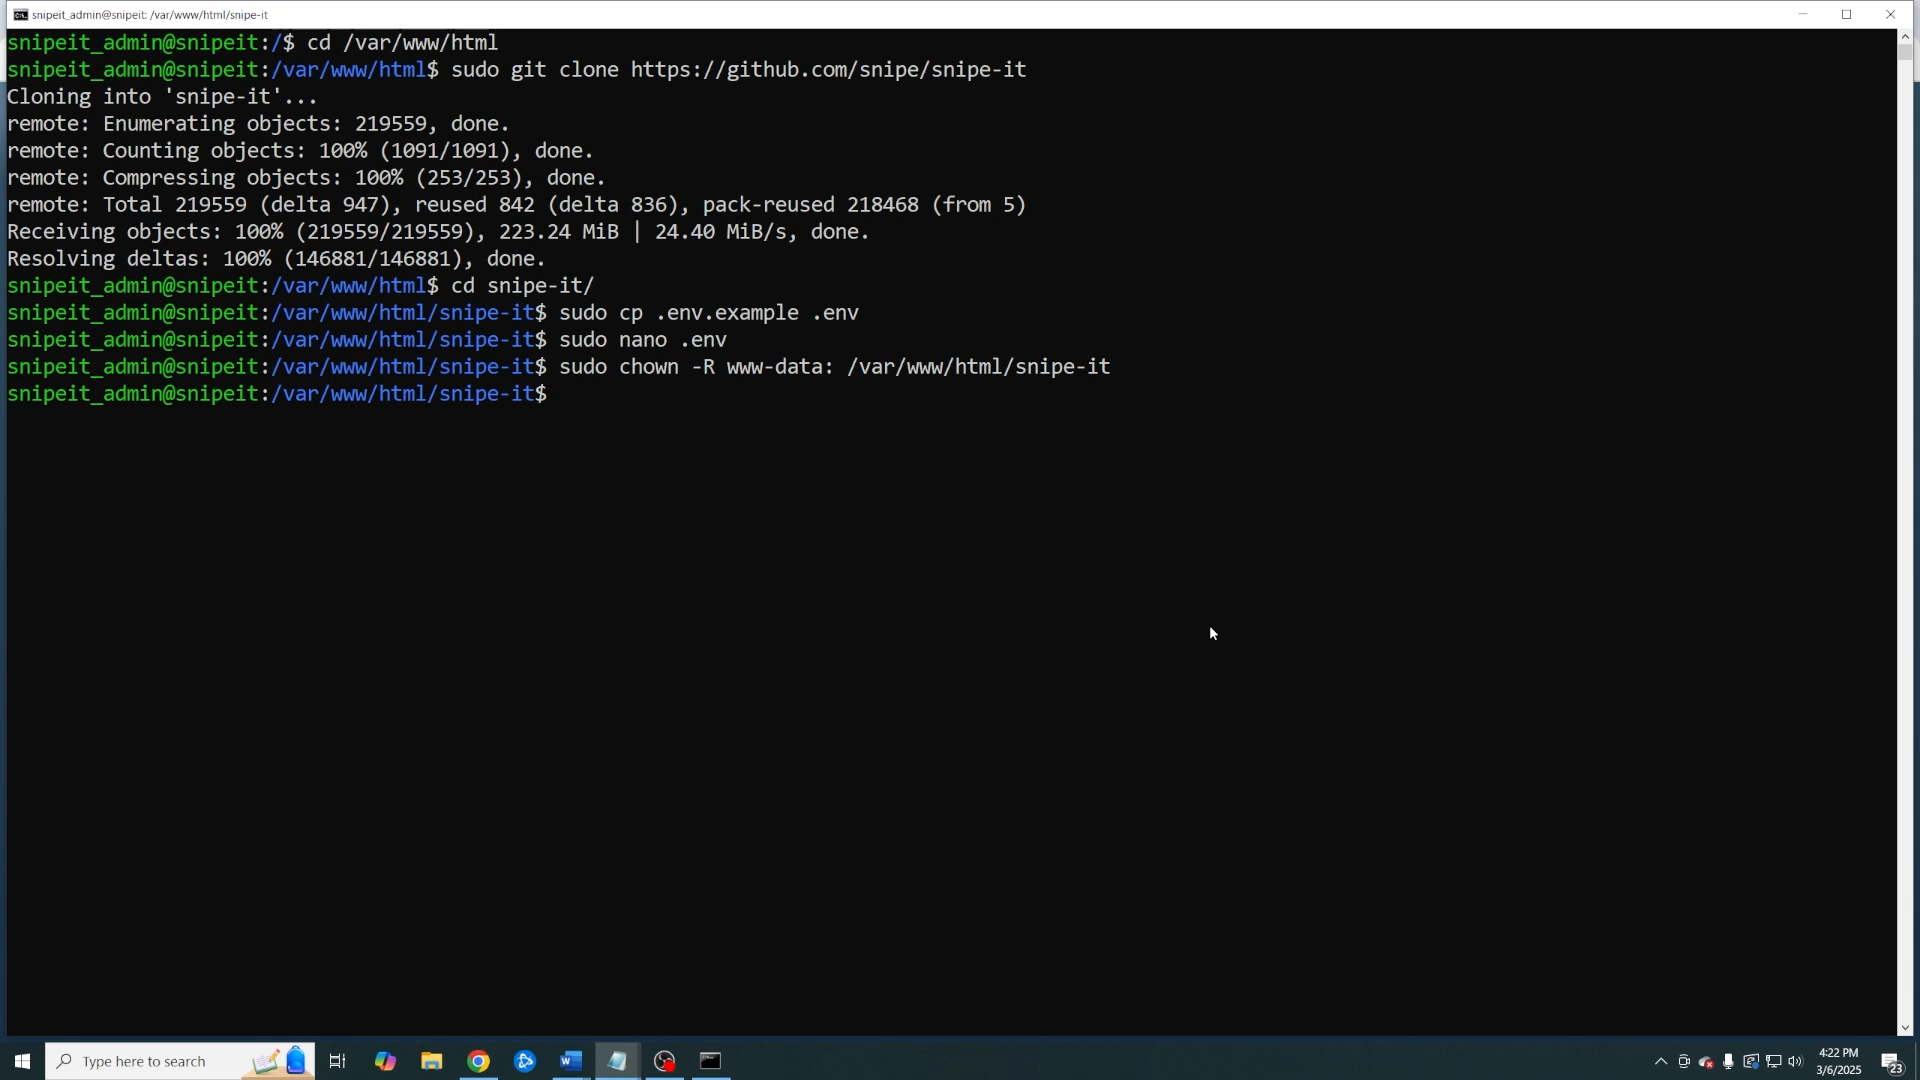 snipeit_admin@snipeit: /var/www/html/snipe-it
snipeit_admin@snipeit:/$ cd /var/www/html
snipeit_admin@snipeit:/var/www/html$ sudo git clone https://github.com/snipe/snipe-it
Cloning into 'snipe-it'...
remote: Enumerating objects: 219559, done.
remote: Counting objects: 100% (1091/1091), done.
remote: Compressing objects: 100% (253/253), done.
remote: Total 219559 (delta 947), reused 842 (delta 836), pack-reused 218468 (from 5)
Receiving objects: 100% (219559/219559), 223.24 MiB | 24.40 MiB/s, done.
Resolving deltas: 100% (146881/146881), done.
snipeit_admin@snipeit:/var/www/html$ cd snipe-it/
snipeit_admin@snipeit:/var/www/html/snipe-it$ sudo cp .env.example .env
snipeit_admin@snipeit:/var/www/html/snipe-it$ sudo nano .env
snipeit_admin@snipeit:/var/www/html/snipe-it$ sudo chown -R www-data: /var/www/html/snipe-it
snipeit_admin@snipeit:/var/www/html/snipe-it$
Type here to search
4:22 PM
3/6/2025
23